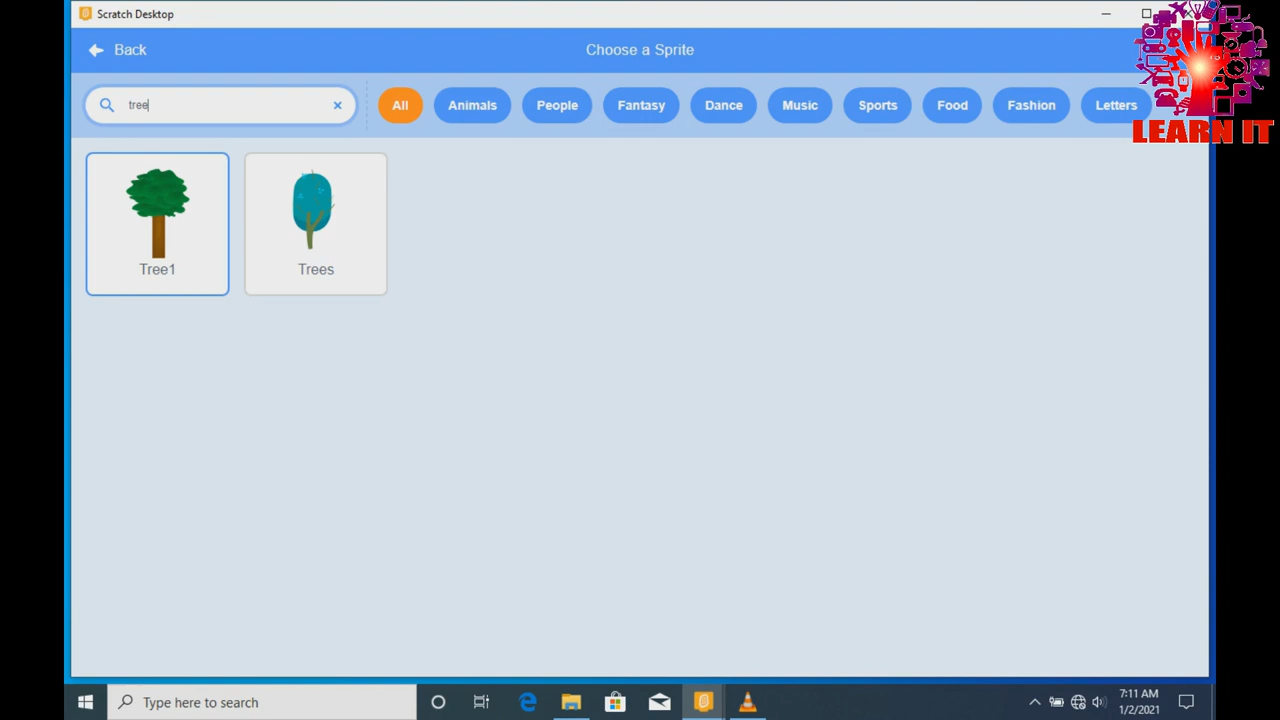 Scratch Desktop
Back
Choose a Sprite
tree
All
Animals
People
Fantasy
Dance
Music
Sports
Food
Fashion
Letters
LEARN IT
Tree1
Trees
Type here to search
7:11 AM
1/2/2021